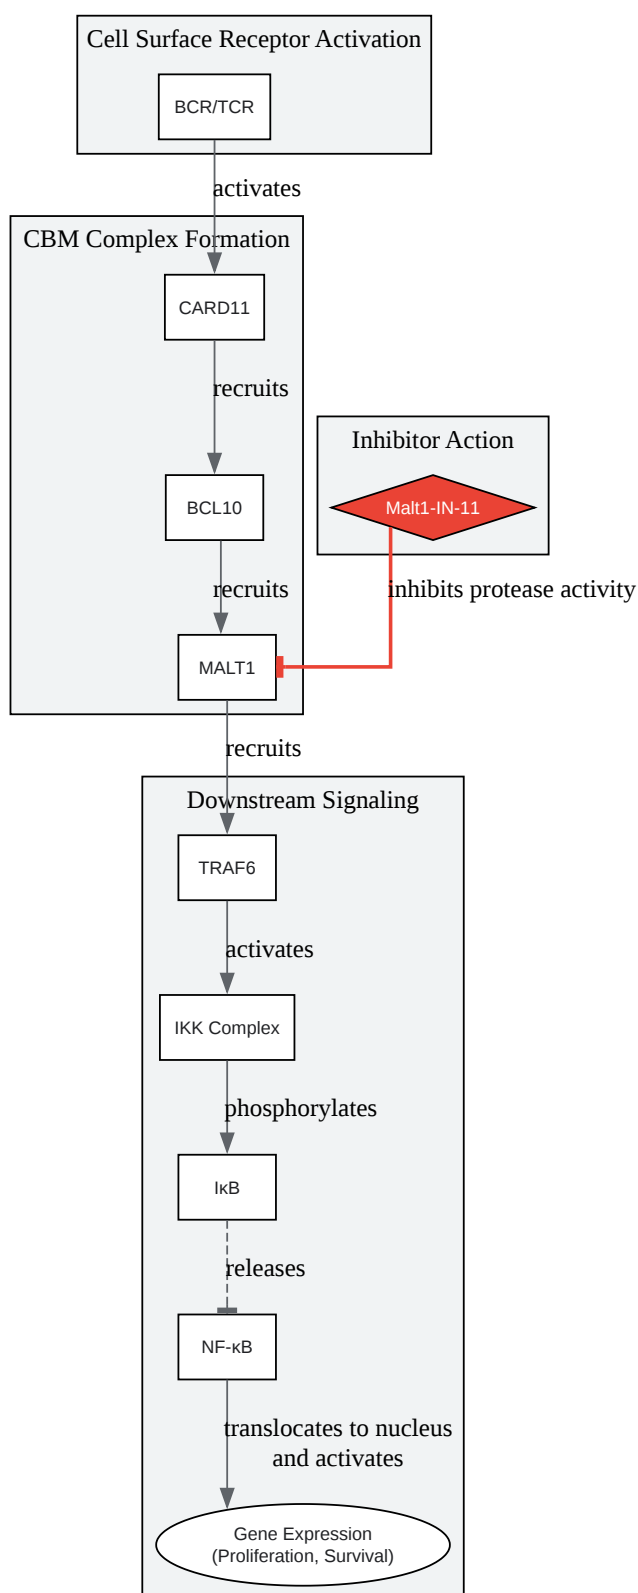 Cell Surface Receptor Activation
BCR/TCR
activates
CBM Complex Formation
CARD11
recruits
Inhibitor Action
BCL10
Malt1-IN-11
recruits
inhibits protease activity
MALT1
recruits
Downstream Signaling
TRAF6
activates
IKK Complex
phosphorylates
IκB
releases
NF-κB
translocates to nucleus
and activates
Gene Expression
(Proliferation, Survival)